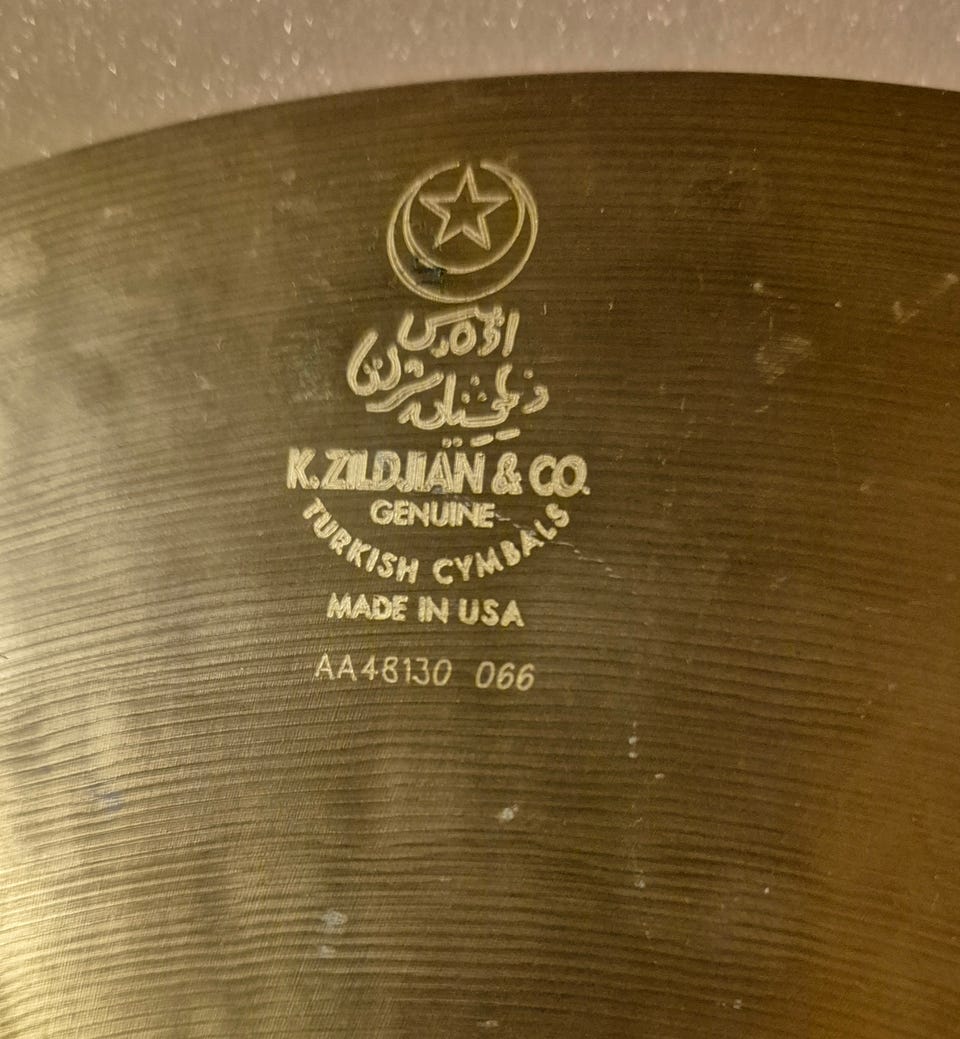 K. ZILDJIAN & CO.
GENUINE
TURKISH CYMBALS
MADE IN USA
AA48130 066